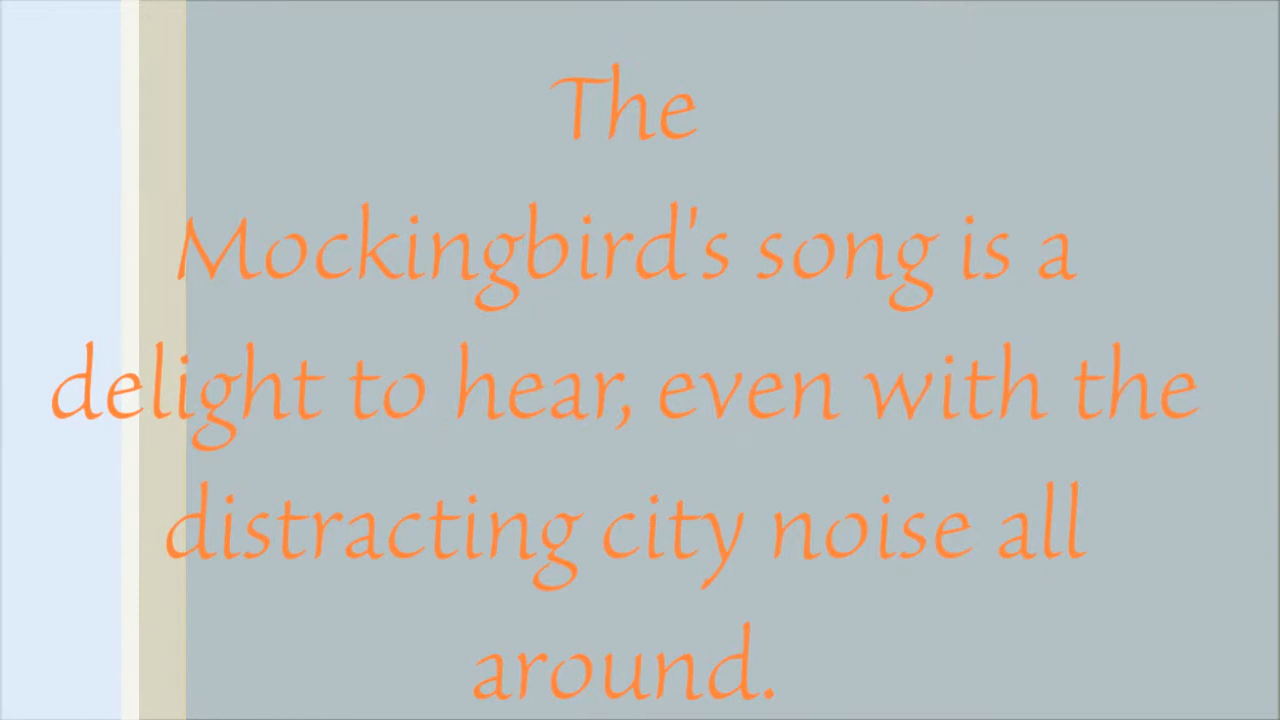 The
Mockingbird's song is a
delight to hear, even with the
distracting city noise all
around.